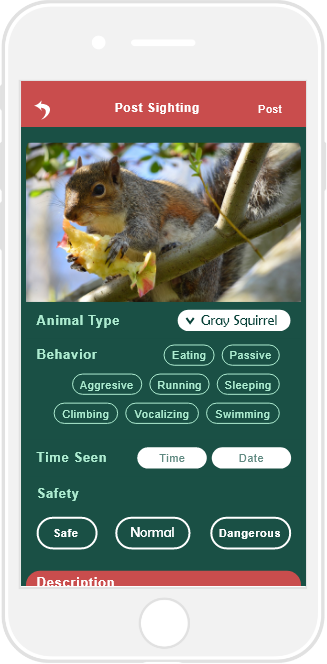 Post Sighting Post
Animal Type Gray Squirrel
Behavior Eating Passive
Aggresive Running Sleeping
Climbing Vocalizing Swimming
Time Seen Time Date
Safety
Safe Normal Dangerous
Description